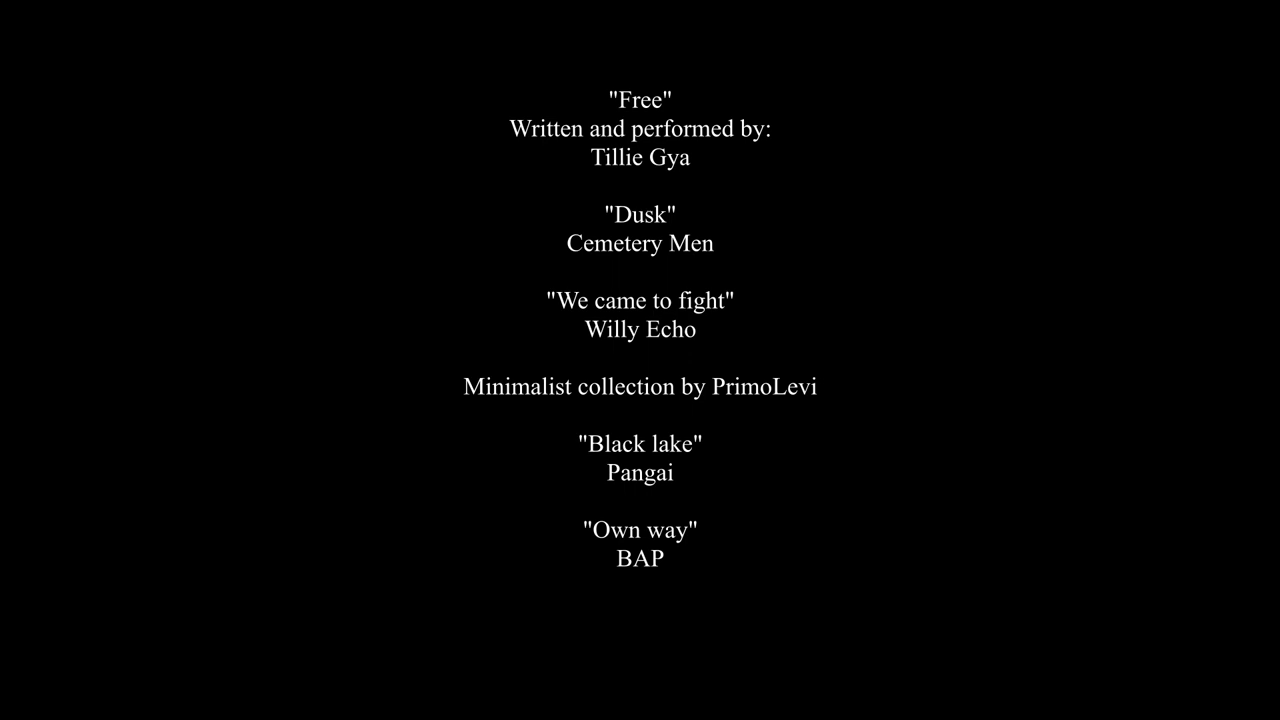 "Free"
Written and performed by:
Tillie Gya
"Dusk"
Cemetery Men
"We came to fight"
Willy Echo
Minimalist collection by PrimoLevi
"Black lake"
Pangai
"Own way"
BAP